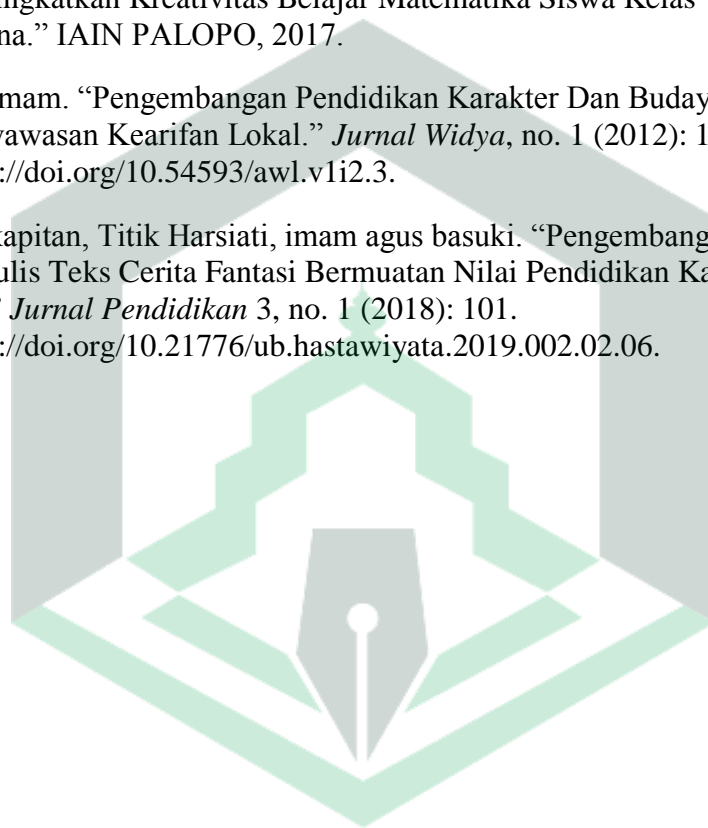 ingkatkan Kreativitas Belajar Matematika Siswa Kelas
na.” IAIN PALOPO, 2017.
mam. “Pengembangan Pendidikan Karakter Dan Buday
yawasan Kearifan Lokal.” Jurnal Widya, no. 1 (2012): 1
://doi.org/10.54593/awl.v1i2.3.
kapitan, Titik Harsiati, imam agus basuki. “Pengembang
ulis Teks Cerita Fantasi Bermuatan Nilai Pendidikan Ka
” Jurnal Pendidikan 3, no. 1 (2018): 101.
://doi.org/10.21776/ub.hastawiyata.2019.002.02.06.